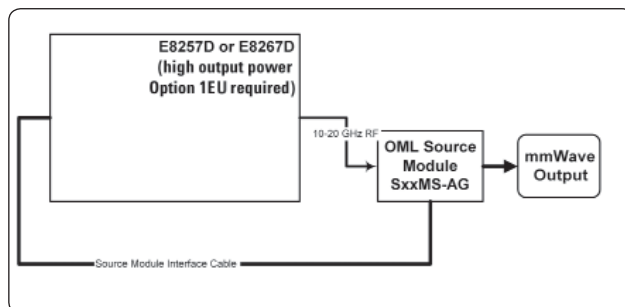 E8257D or E8267D
(high output power
Option 1EU required)
10-20 GHz RF
OML Source
Module
SxxMS-AG
mmWave
Output
Source Module Interface Cable